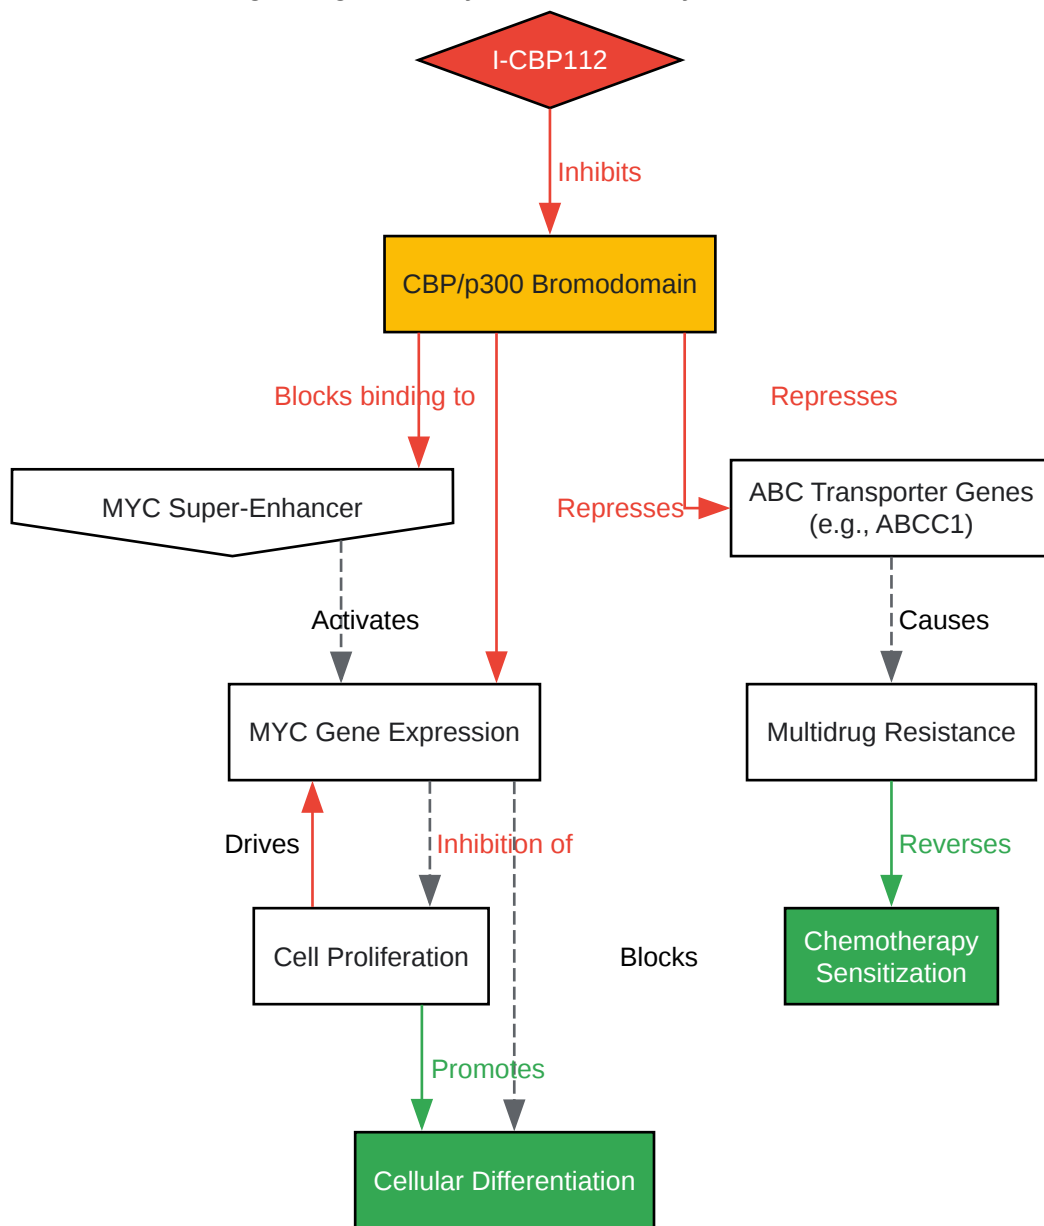 I-CBP112
Inhibits
CBP/p300 Bromodomain
Blocks binding to
Represses
MYC Super-Enhancer
Represses
ABC Transporter Genes
(e.g., ABCC1)
Activates
Causes
MYC Gene Expression
Multidrug Resistance
Drives
Inhibition of
Reverses
Cell Proliferation
Blocks
Chemotherapy
Sensitization
Promotes
Cellular Differentiation